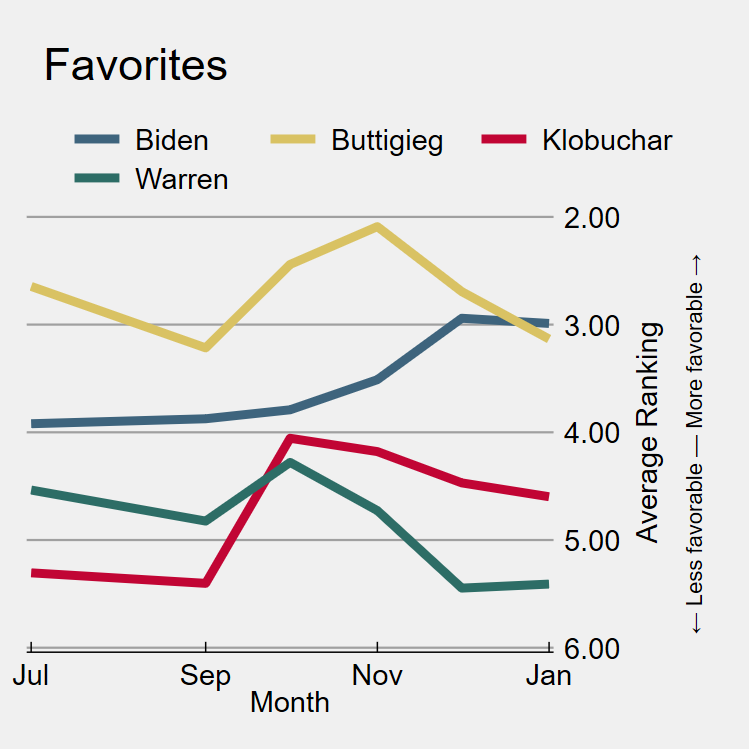 Favorites
Biden Buttigieg Klobuchar
Warren
2.00
3.00
4.00
5.00
6.00
Average Ranking
← Less favorable — More favorable →
Jul Sep Nov Jan
Month